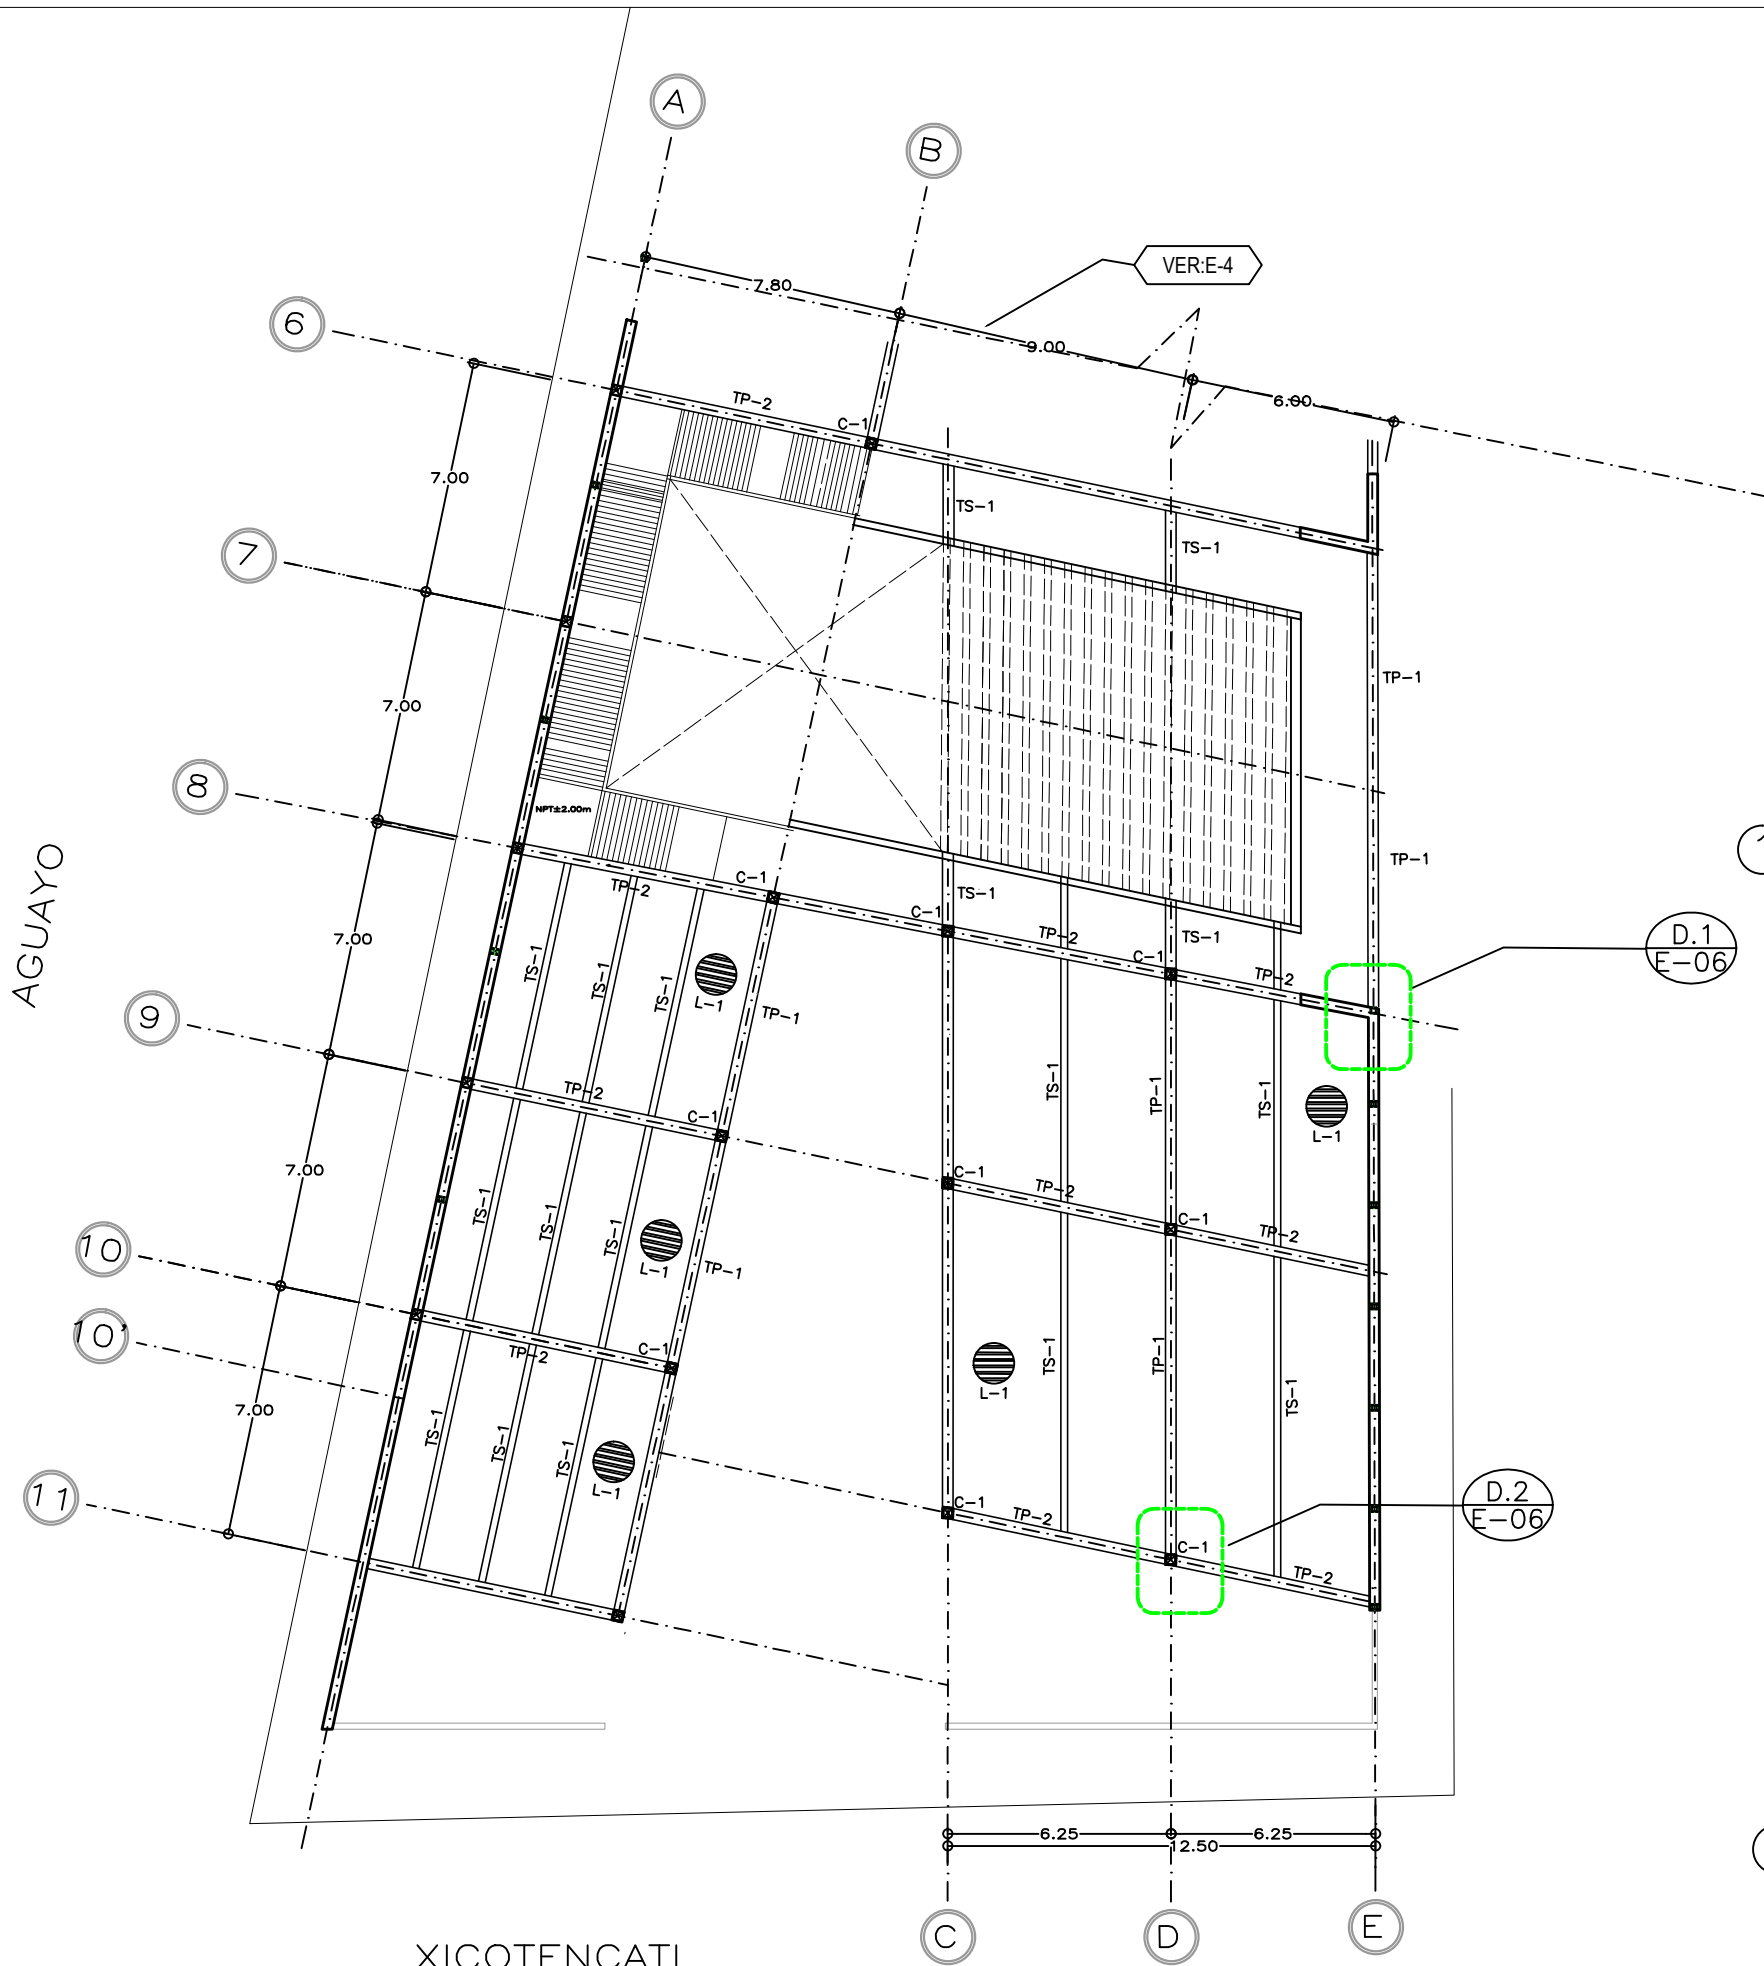 A
B
VER:E-4
7.80
6
9.00
TP-2
6.00
C-1
7.00
TS-1
7
TS-1
TP-1
7.00
8
NPT±2.00m
TP-1
AGUAYO
TP-2
C-1
TS-1
C-1
TP-2
TS-1
C-1
D.1
E-06
7.00
TS-1
TS-1
TS-1
TP-2
L-1
9
TP-1
TP-2
TS-1
TP-1
TS-1
C-1
L-1
7.00
C-1
TP-2
TS-1
TS-1
TS-1
C-1
TP-2
10
L-1
TP-1
10'
TP-2
C-1
TS-1
TP-1
L-1
TS-1
7.00
TS-1
TS-1
TS-1
11
L-1
C-1
TP-2
D.2
E-06
C-1
TP-2
6.25
6.25
12.50
C
D
E